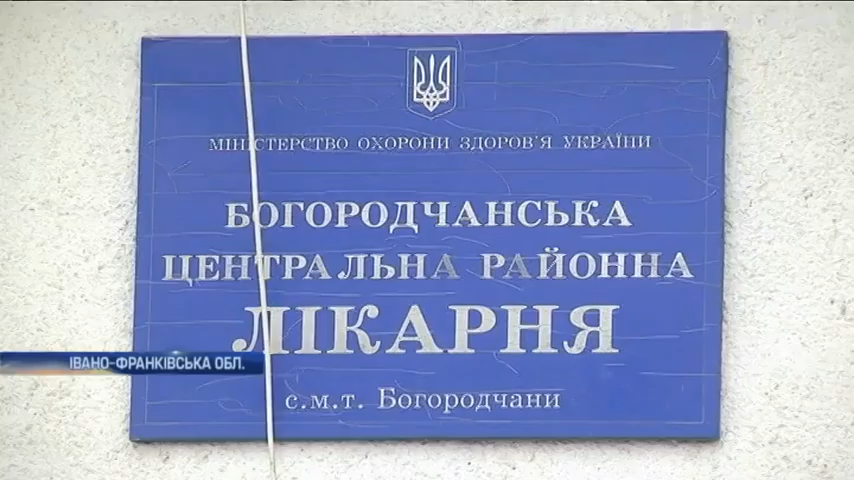 МІНІСТЕРСТВО ОХОРОНИ ЗДОРОВ'Я УКРАЇНИ
БОГОРОДЧАНСЬКА
ЦЕНТРАЛЬНА РАЙОННА
ЛІКАРНЯ
ІВАНО-ФРАНКІВСЬКА ОБЛ.
с.м.т. Богородчани